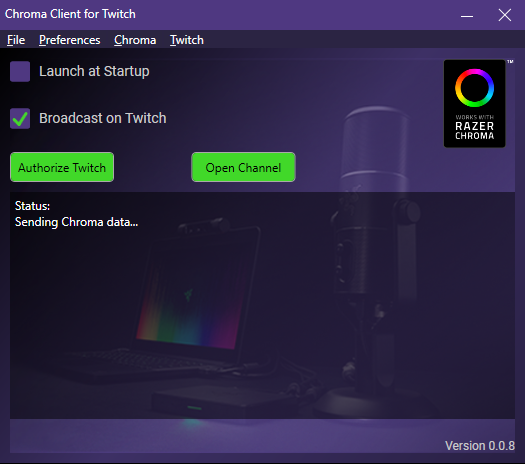 Chroma Client for Twitch
File Preferences Chroma Twitch
Launch at Startup
Broadcast on Twitch
WORKS WITH
RAZER
CHROMA
™
Authorize Twitch Open Channel
Status:
Sending Chroma data...
Version 0.0.8